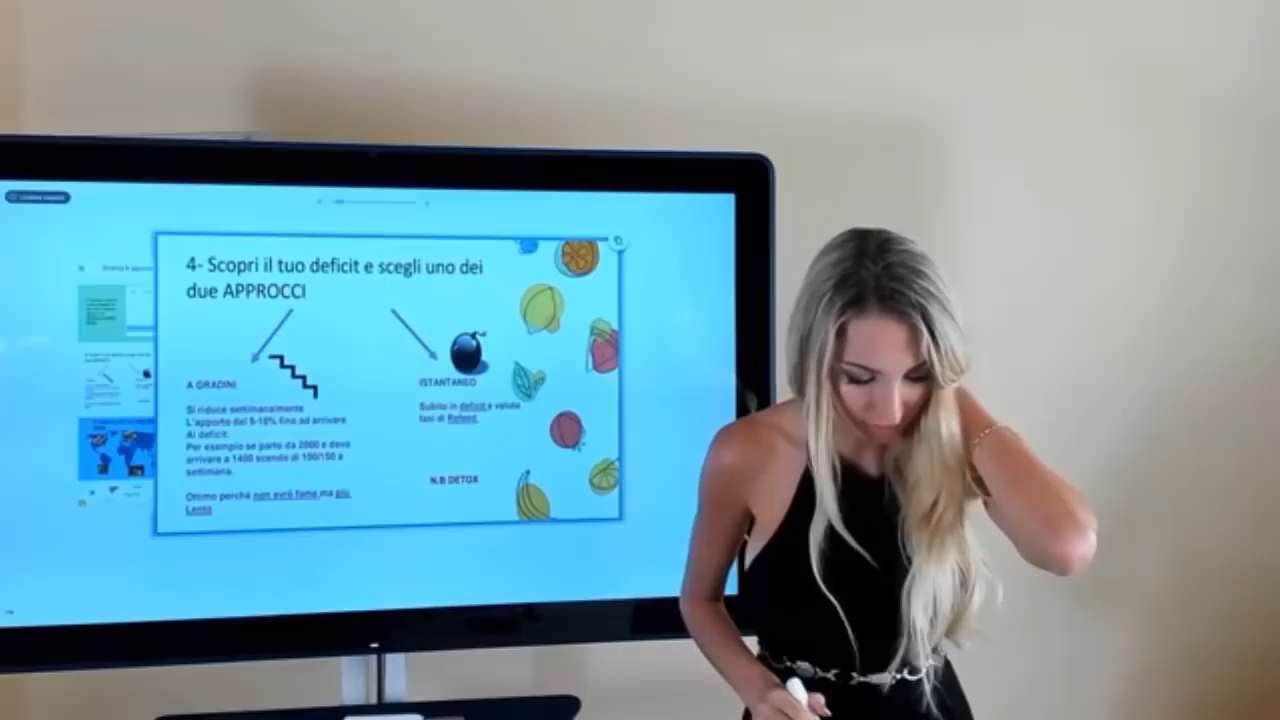 4- Scopri il tuo deficit e scegli uno dei
due APPROCCI
A GRADINI
Si riduce settimanalmente
L'apporto del 5-10% fino ad arrivare
Al deficit.
Per esempio se parto da 2000 e devo
arrivare a 1400 scendo di 100/150 a
settimana.
Ottimo perché non avrò fame ma più
Lento
ISTANTANEO
Subito in deficit e valuto
fasi di Refeed.
N.B DETOX